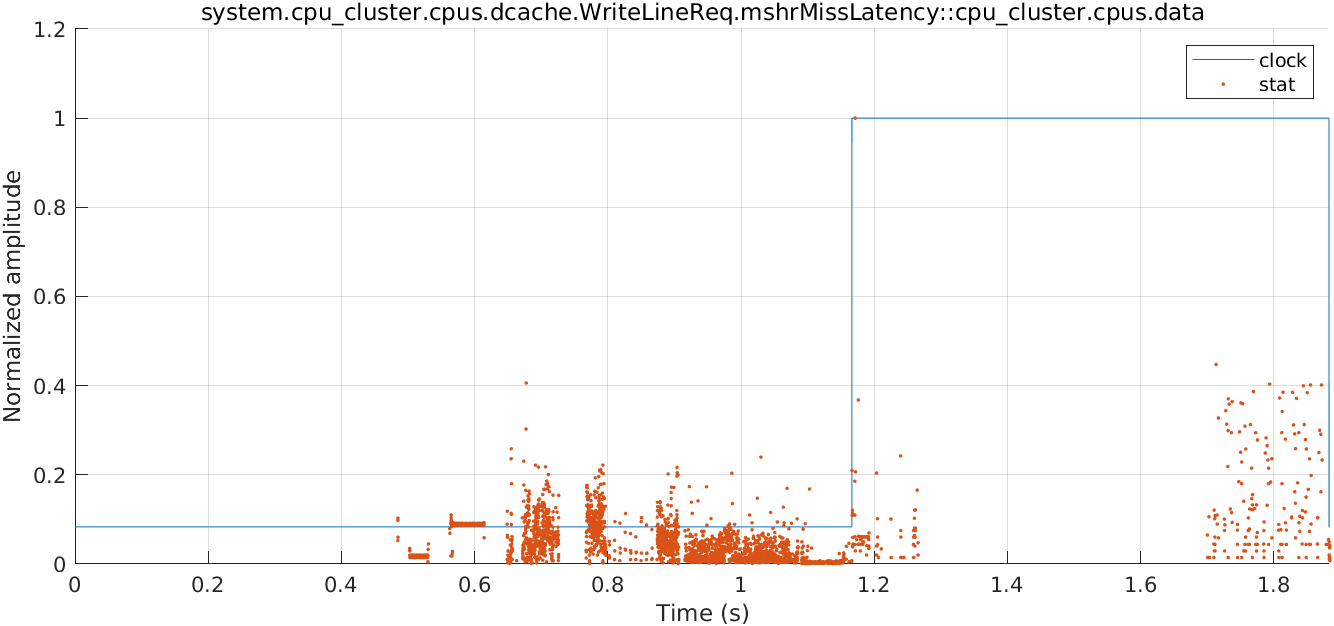 system.cpu_cluster.cpus.dcache.WriteLineReq.mshrMissLatency::cpu_cluster.cpus.data
clock
stat
Normalized amplitude
1.2
1
0.8
0.6
0.4
0.2
0
0 0.2 0.4 0.6 0.8 1 1.2 1.4 1.6 1.8
Time (s)